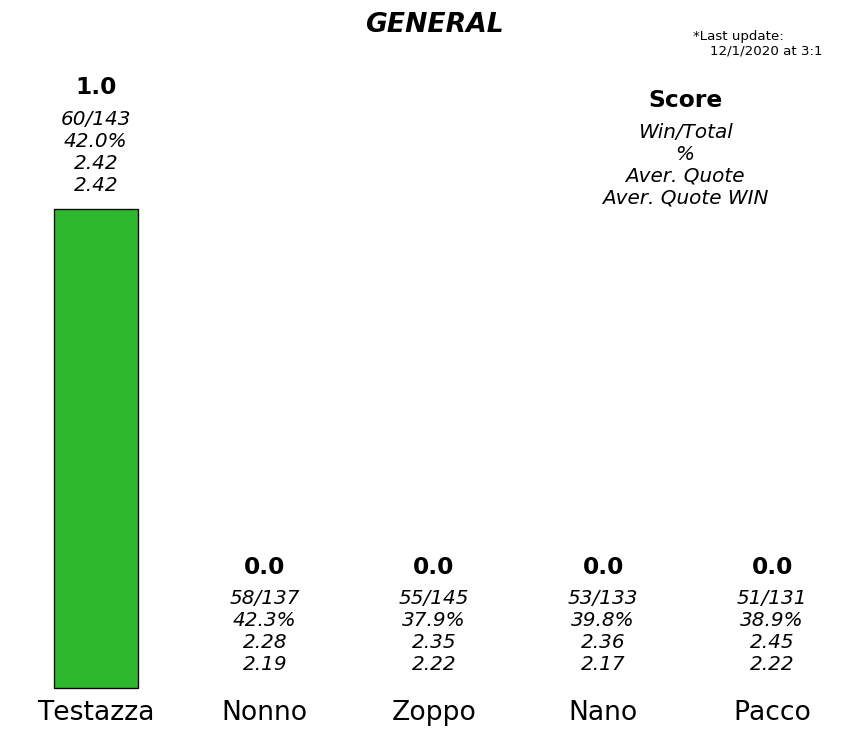 GENERAL
*Last update:
12/1/2020 at 3:1
1.0
60/143
42.0%
2.42
2.42
Score
Win/Total
%
Aver. Quote
Aver. Quote WIN
0.0
58/137
42.3%
2.28
2.19
0.0
55/145
37.9%
2.35
2.22
0.0
53/133
39.8%
2.36
2.17
0.0
51/131
38.9%
2.45
2.22
Testazza
Nonno
Zoppo
Nano
Pacco